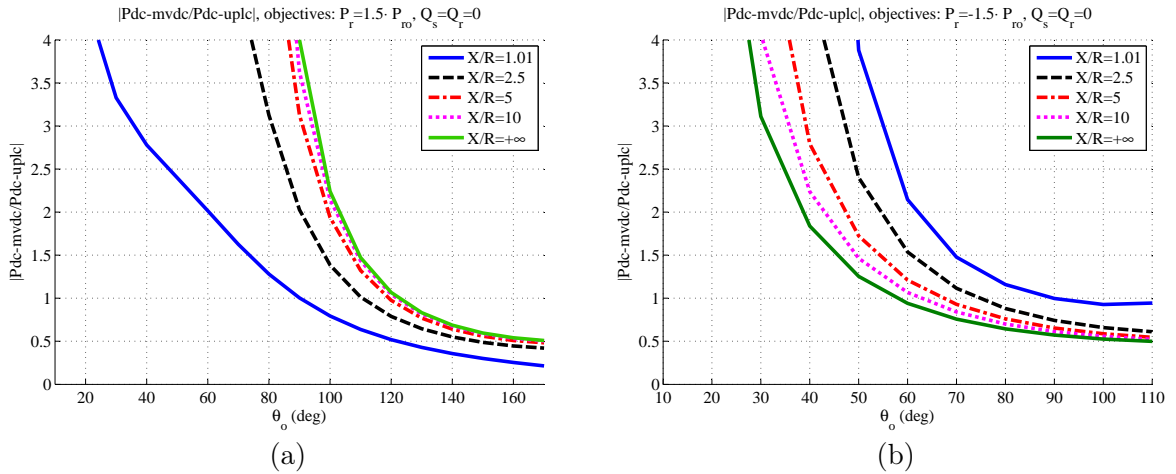 |Pdc-mvdc/Pdc-uplc|, objectives: P_r=1.5· P_ro, Q_s=Q_r=0
4
3.5
3
2.5
2
1.5
1
0.5
0
|Pdc-mvdc/Pdc-uplc|
X/R=1.01
X/R=2.5
X/R=5
X/R=10
X/R=+∞
20 40 60 80 100 120 140 160
θ_o (deg)
(a)
|Pdc-mvdc/Pdc-uplc|, objectives: P_r=-1.5· P_ro, Q_s=Q_r=0
4
3.5
3
2.5
2
1.5
1
0.5
0
|Pdc-mvdc/Pdc-uplc|
X/R=1.01
X/R=2.5
X/R=5
X/R=10
X/R=+∞
10 20 30 40 50 60 70 80 90 100 110
θ_o (deg)
(b)